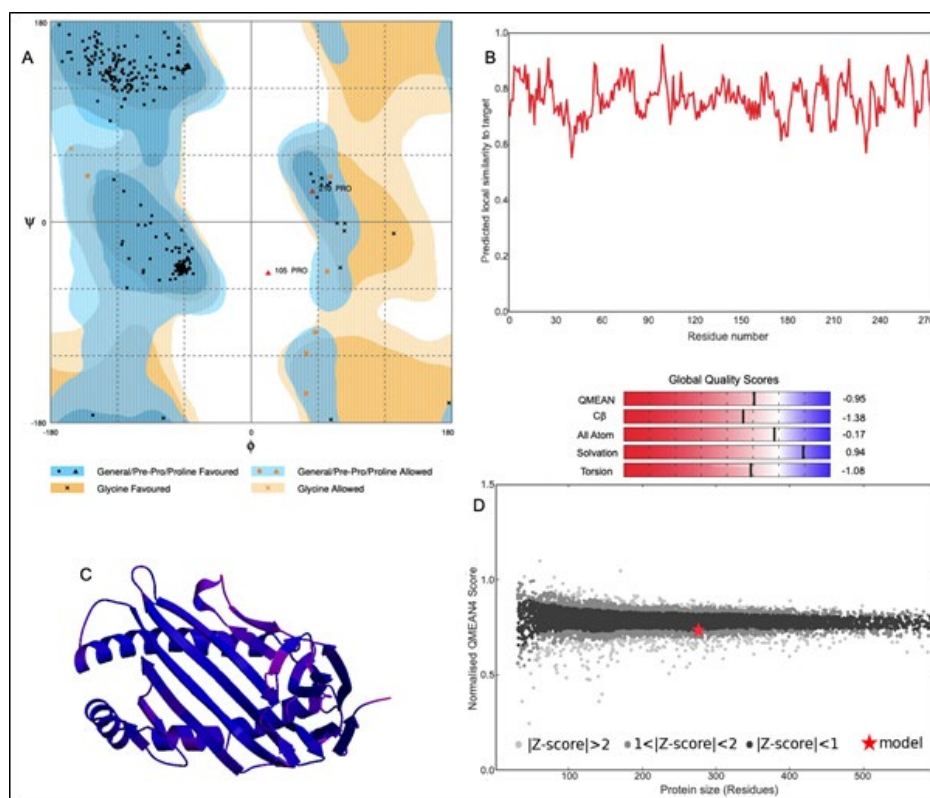 A
180
ψ
0
-180
210 PRO
105 PRO
-180
0
180
ϕ
General/Pre-Pro/Proline Favoured
General/Pre-Pro/Proline Allowed
Glycine Favoured
Glycine Allowed
B
Predicted local similarity to target
1.0
0.8
0.6
0.4
0.2
0.0
0
30
60
90
120
150
180
210
240
270
Residue number
Global Quality Scores
QMEAN -0.95
Cβ -1.38
All Atom -0.17
Solvation 0.94
Torsion -1.08
C
D
Normalised QMEAN4 Score
1.5
1.0
0.5
0.0
100
200
300
400
500
Protein size (Residues)
|Z-score|>2
1<|Z-score|<2
|Z-score|<1
model